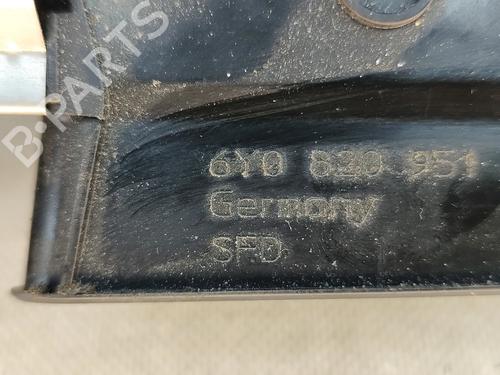 B-PARTS
6Y0 820 951
Germany
SFD